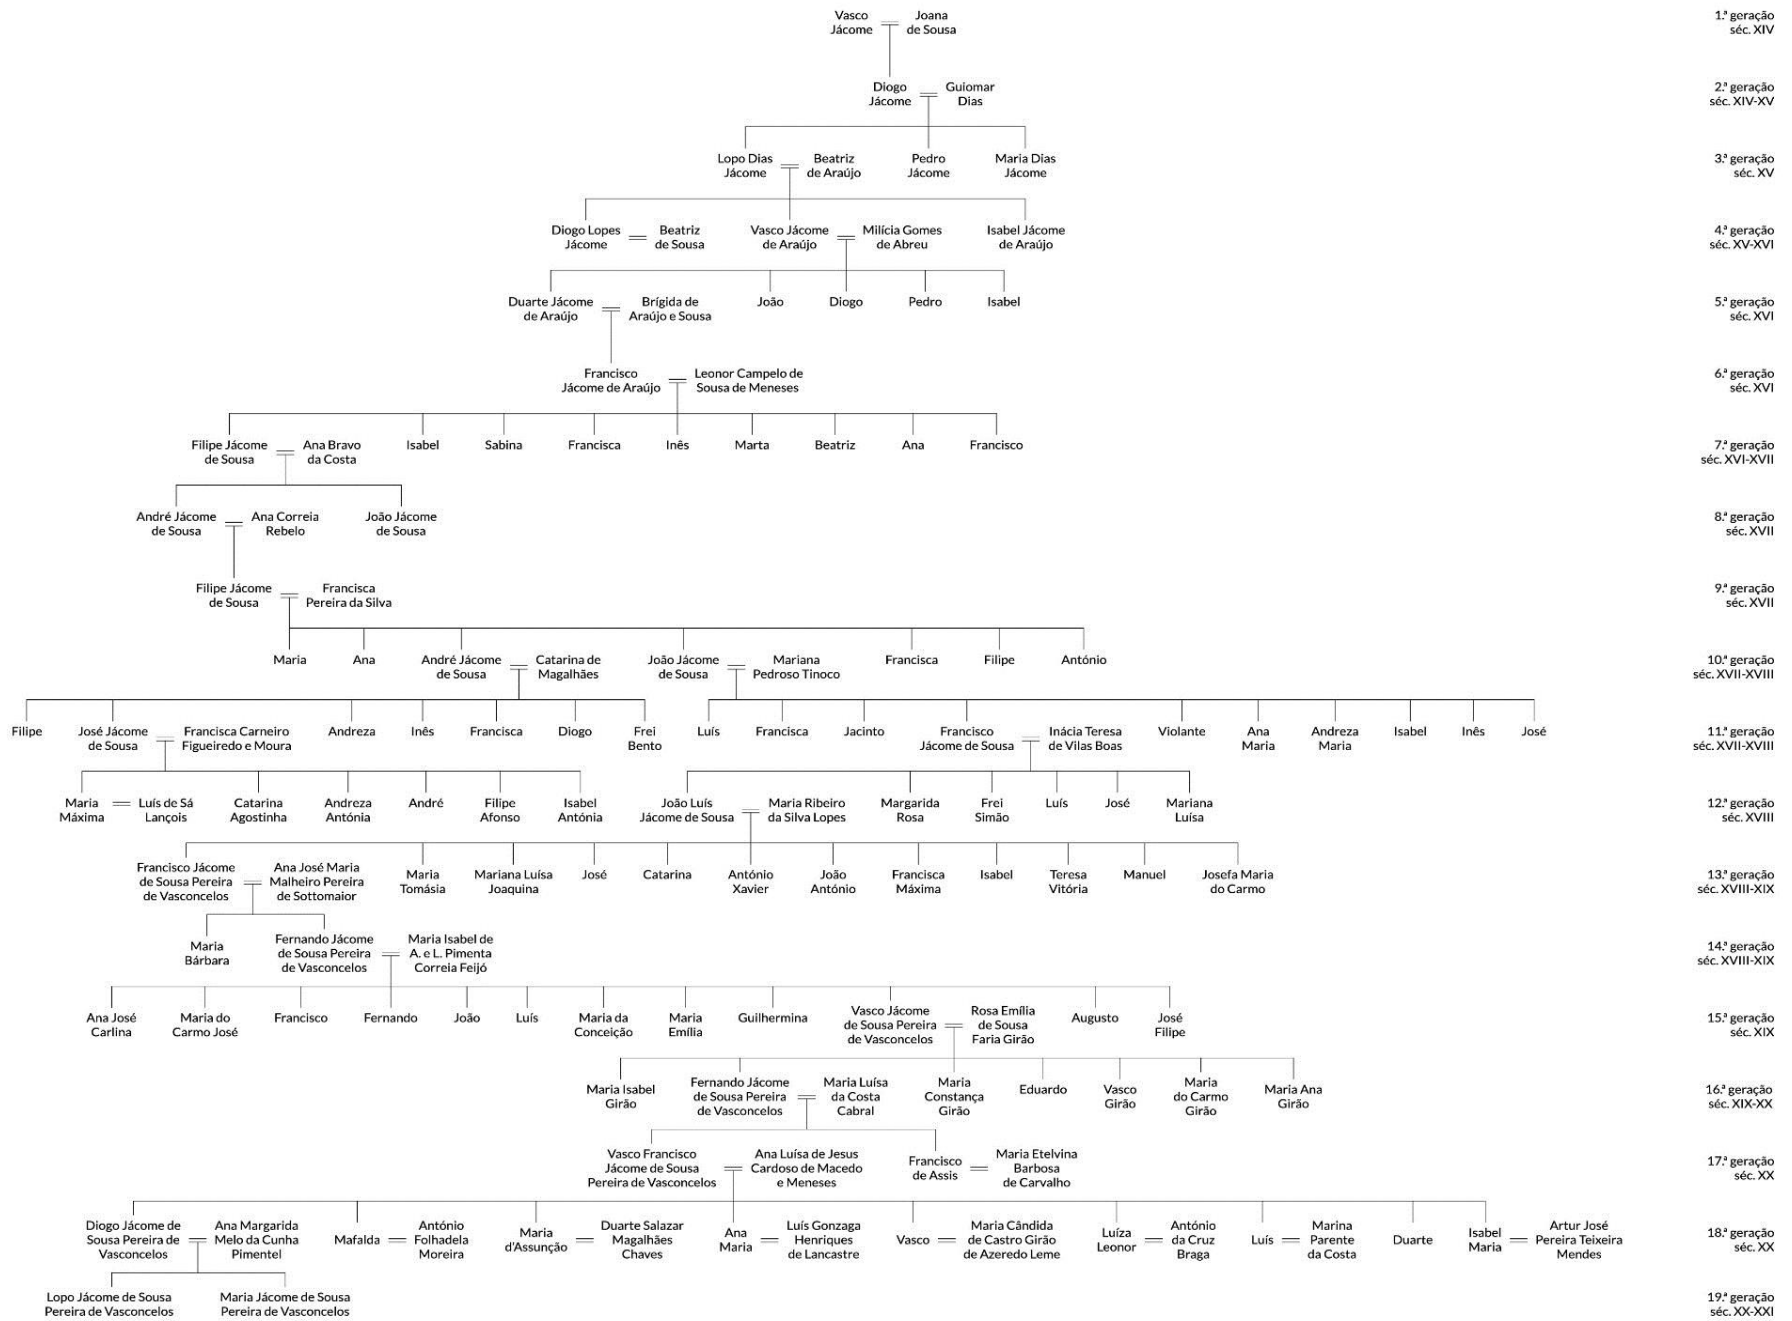 Vasco
Jácome
Joana
de Sousa
1.ª geração
séc. XIV
Diogo
Jácome
Guiomar
Dias
2.ª geração
séc. XIV-XV
Lopo Dias
Jácome
Beatriz
de Araújo
Pedro
Jácome
Maria Dias
Jácome
3.ª geração
séc. XV
Diogo Lopes
Jácome
Beatriz
de Sousa
Vasco Jácome
de Araújo
Milícia Gomes
de Abreu
Isabel Jácome
de Araújo
4.ª geração
séc. XV-XVI
Duarte Jácome
de Araújo
Brígida de
Araújo e Sousa
João
Diogo
Pedro
Isabel
5.ª geração
séc. XVI
Francisco
Jácome de Araújo
Leonor Campelo de
Sousa de Meneses
6.ª geração
séc. XVI
Filipe Jácome
de Sousa
Ana Bravo
da Costa
Isabel
Sabina
Francisca
Inês
Marta
Beatriz
Ana
Francisco
7.ª geração
séc. XVI-XVII
André Jácome
de Sousa
Ana Correia
Rebelo
João Jácome
de Sousa
8.ª geração
séc. XVII
Filipe Jácome
de Sousa
Francisca
Pereira da Silva
9.ª geração
séc. XVII
Maria
Ana
André Jácome
de Sousa
Catarina de
Magalhães
João Jácome
de Sousa
Mariana
Pedroso Tinoco
Francisca
Filipe
António
10.ª geração
séc. XVII-XVIII
Filipe
José Jácome
de Sousa
Francisca Carneiro
Figueiredo e Moura
Andreza
Inês
Francisca
Diogo
Frei
Bento
Luís
Francisca
Jacinto
Francisco
Jácome de Sousa
Inácia Teresa
de Vilas Boas
Violante
Ana
Maria
Andreza
Maria
Isabel
Inês
José
11.ª geração
séc. XVII-XVIII
Maria
Máxima
Luís de Sá
Lançois
Catarina
Agostinha
Andreza
Antónia
André
Filipe
Afonso
Isabel
Antónia
João Luís
Jácome de Sousa
Maria Ribeiro
da Silva Lopes
Margarida
Rosa
Frei
Simão
Luís
José
Mariana
Luísa
12.ª geração
séc. XVIII
Francisco Jácome
de Sousa Pereira
de Vasconcelos
Ana José Maria
Malheiro Pereira
de Sottomaior
Maria
Tomásia
Mariana Luísa
Joaquina
José
Catarina
António
Xavier
João
António
Francisca
Máxima
Isabel
Teresa
Vitória
Manuel
Josefa Maria
do Carmo
13.ª geração
séc. XVIII-XIX
Maria
Bárbara
Fernando Jácome
de Sousa Pereira
de Vasconcelos
Maria Isabel de
A. e L. Pimenta
Correia Feijó
14.ª geração
séc. XVIII-XIX
Ana José
Carlina
Maria do
Carmo José
Francisco
Fernando
João
Luís
Maria da
Conceição
Maria
Emília
Guilhermina
Vasco Jácome
de Sousa Pereira
de Vasconcelos
Rosa Emília
de Sousa
Faria Girão
Augusto
José
Filipe
15.ª geração
séc. XIX
Maria Isabel
Girão
Fernando Jácome
de Sousa Pereira
de Vasconcelos
Maria Luísa
da Costa
Cabral
Maria
Constança
Girão
Eduardo
Vasco
Girão
Maria
do Carmo
Girão
Maria Ana
Girão
16.ª geração
séc. XIX-XX
Vasco Francisco
Jácome de Sousa
Pereira de Vasconcelos
Ana Luísa de Jesus
Cardoso de Macedo
e Meneses
Francisco
de Assis
Maria Etelvina
Barbosa
de Carvalho
17.ª geração
séc. XX
Diogo Jácome de
Sousa Pereira de
Vasconcelos
Ana Margarida
Melo da Cunha
Pimentel
Mafalda
António
Folhadela
Moreira
Maria
d'Assunção
Duarte Salazar
Magalhães
Chaves
Ana
Maria
Luís Gonzaga
Henriques
de Lancastre
Vasco
Maria Cândida
de Castro Girão
de Azeredo Leme
Luíza
Leonor
António
da Cruz
Braga
Luís
Marina
Parente
da Costa
Duarte
Isabel
Maria
Artur José
Pereira Teixeira
Mendes
18.ª geração
séc. XX
Lopo Jácome de Sousa
Pereira de Vasconcelos
Maria Jácome de Sousa
Pereira de Vasconcelos
19.ª geração
séc. XX-XXI